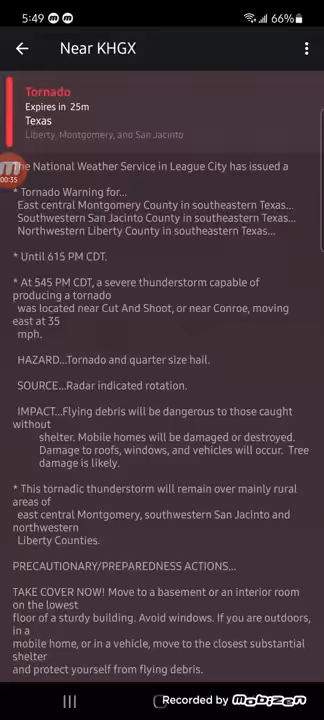 5:49 66%
Near KHGX
Tornado
Expires in 25m
Texas
Liberty, Montgomery, and San Jacinto
The National Weather Service in League City has issued a
00:35
* Tornado Warning for...
East central Montgomery County in southeastern Texas...
Southwestern San Jacinto County in southeastern Texas...
Northwestern Liberty County in southeastern Texas...
* Until 615 PM CDT.
* At 545 PM CDT, a severe thunderstorm capable of
producing a tornado
was located near Cut And Shoot, or near Conroe, moving
east at 35
mph.
HAZARD...Tornado and quarter size hail.
SOURCE...Radar indicated rotation.
IMPACT...Flying debris will be dangerous to those caught
without
shelter. Mobile homes will be damaged or destroyed.
Damage to roofs, windows, and vehicles will occur. Tree
damage is likely.
* This tornadic thunderstorm will remain over mainly rural
areas of
east central Montgomery, southwestern San Jacinto and
northwestern
Liberty Counties.
PRECAUTIONARY/PREPAREDNESS ACTIONS...
TAKE COVER NOW! Move to a basement or an interior room
on the lowest
floor of a sturdy building. Avoid windows. If you are outdoors,
in a
mobile home, or in a vehicle, move to the closest substantial
shelter
and protect yourself from flying debris.
Recorded by mobizen